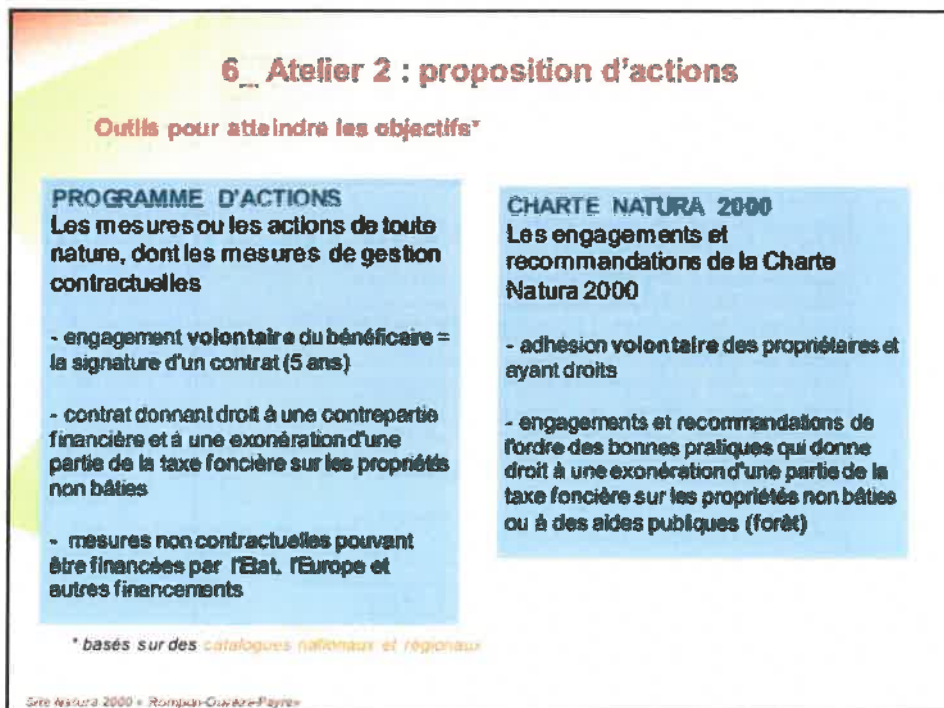 6_ Atelier 2 : proposition d'actions
Outils pour atteindre les objectifs*
PROGRAMME D'ACTIONS
Les mesures ou les actions de toute
nature, dont les mesures de gestion
contractuelles
- engagement volontaire du bénéficaire =
la signature d'un contrat (5 ans)
- contrat donnant droit à une contrepartie
financière et à une exonération d'une
partie de la taxe foncière sur les propriétés
non bâties
- mesures non contractuelles pouvant
être financées par l'Etat, l'Europe et
autres financements
CHARTE NATURA 2000
Les engagements et
recommandations de la Charte
Natura 2000
- adhésion volontaire des propriétaires et
ayant droits
- engagements et recommandations de
l'ordre des bonnes pratiques qui donne
droit à une exonération d'une partie de la
taxe foncière sur les propriétés non bâties
ou à des aides publiques (forêt)
* basés sur des catalogues nationaux et régionaux
Site Natura 2000 « Rompon-Ouvèze-Payre»